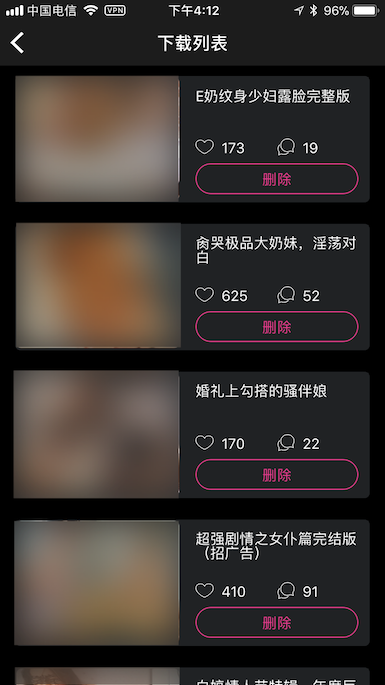 中国电信 VPN 下午4:12 96%
下载列表
E奶纹身少妇露脸完整版
173 19
删除
肏哭极品大奶妹，淫荡对
白
625 52
删除
婚礼上勾搭的骚伴娘
170 22
删除
超强剧情之女仆篇完结版
（招广告）
410 91
删除